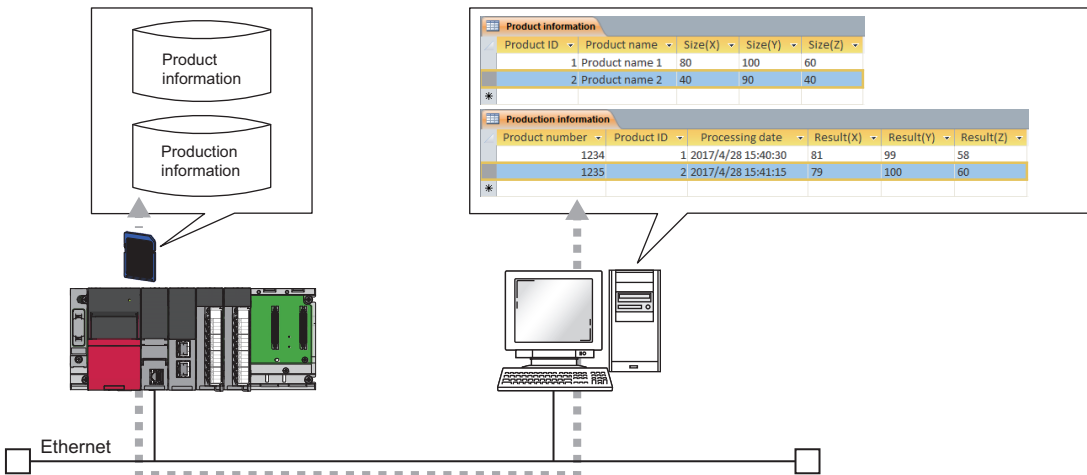 Product
information
Production
information
Product information
Product ID Product name Size(X) Size(Y) Size(Z)
1 Product name 1 80 100 60
2 Product name 2 40 90 40
*
Production information
Product number Product ID Processing date Result(X) Result(Y) Result(Z)
1234 1 2017/4/28 15:40:30 81 99 58
1235 2 2017/4/28 15:41:15 79 100 60
*
Ethernet